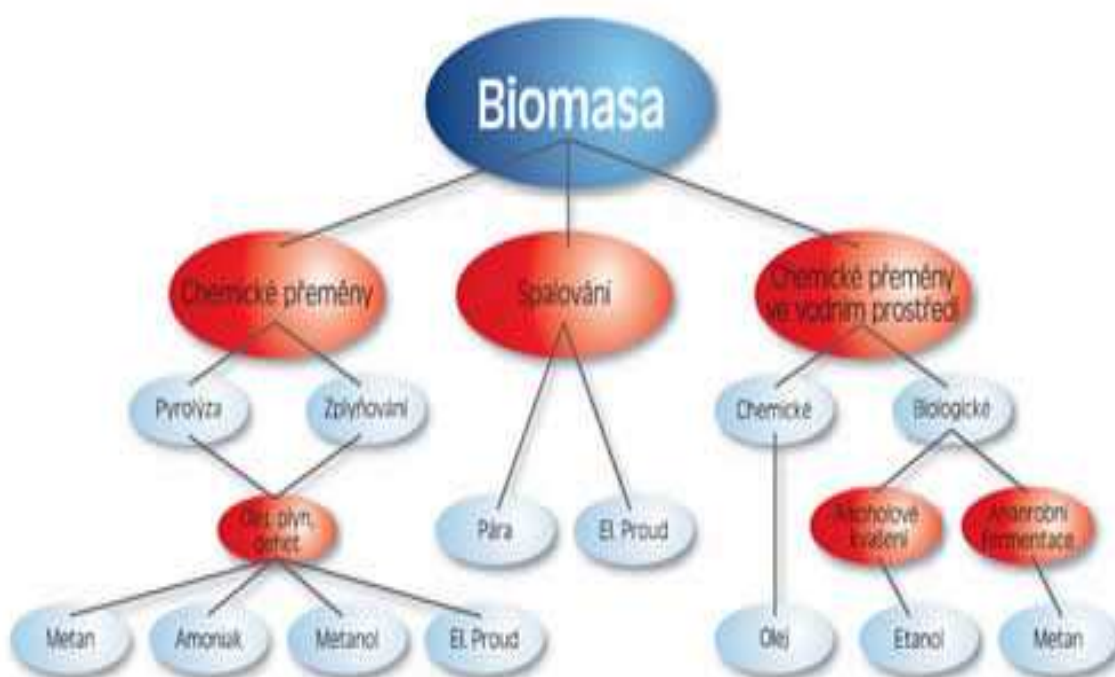 Biomasa
Chemické přeměny
Spalování
Chemické přeměny
ve vodním prostředí
Pyrolýza
Zplyňování
Chemické
Biologické
Olej, plyn,
dehet
Pára
El. Proud
Alkoholové
kvašení
Anaerobní
Fermentace
Metan
Amoniak
Metanol
El. Proud
Olej
Etanol
Metan